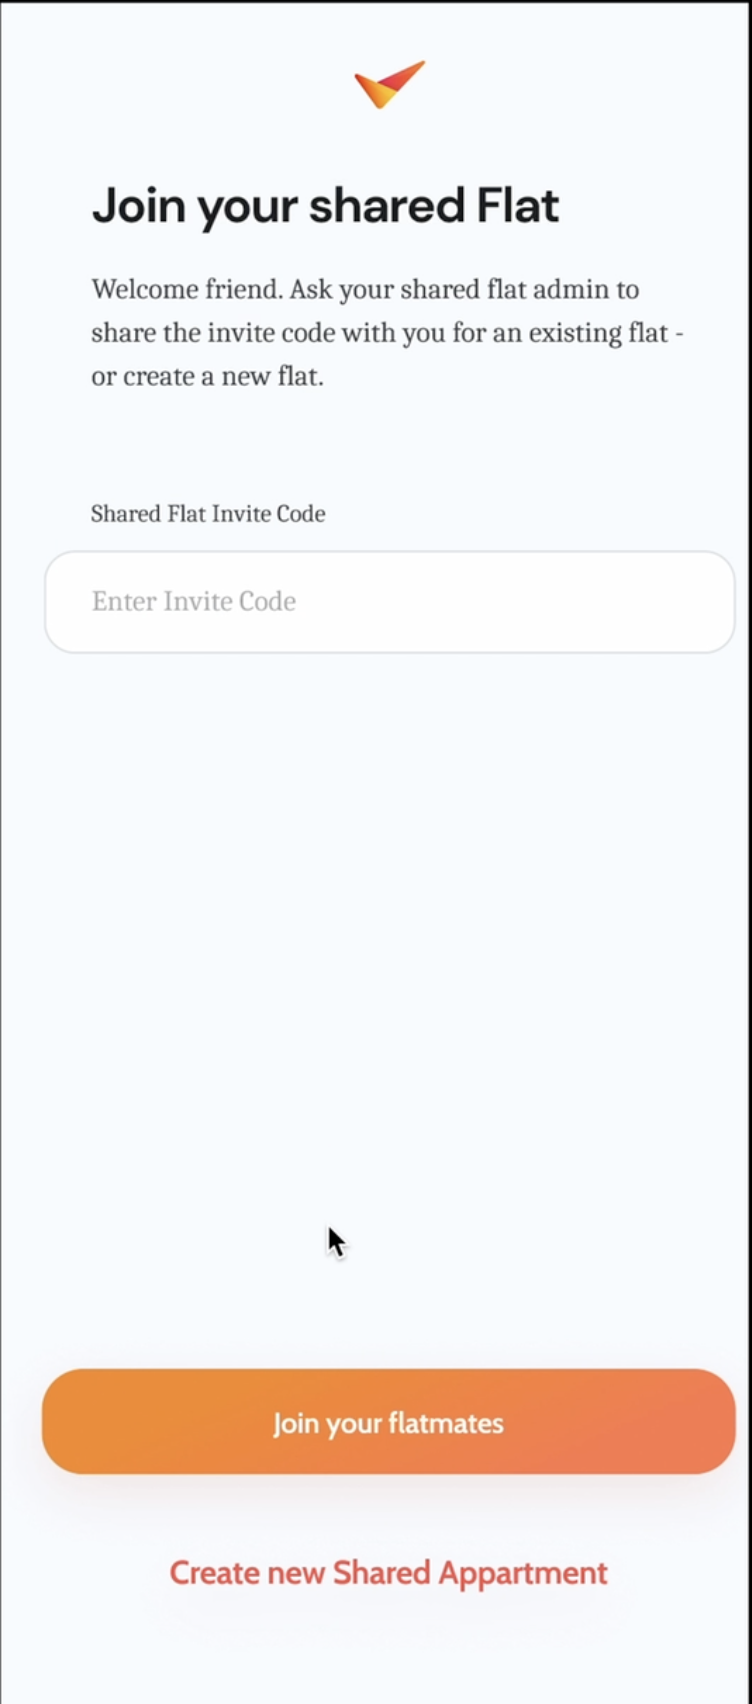 Join your shared Flat
Welcome friend. Ask your shared flat admin to
share the invite code with you for an existing flat -
or create a new flat.
Shared Flat Invite Code
Enter Invite Code
Join your flatmates
Create new Shared Appartment